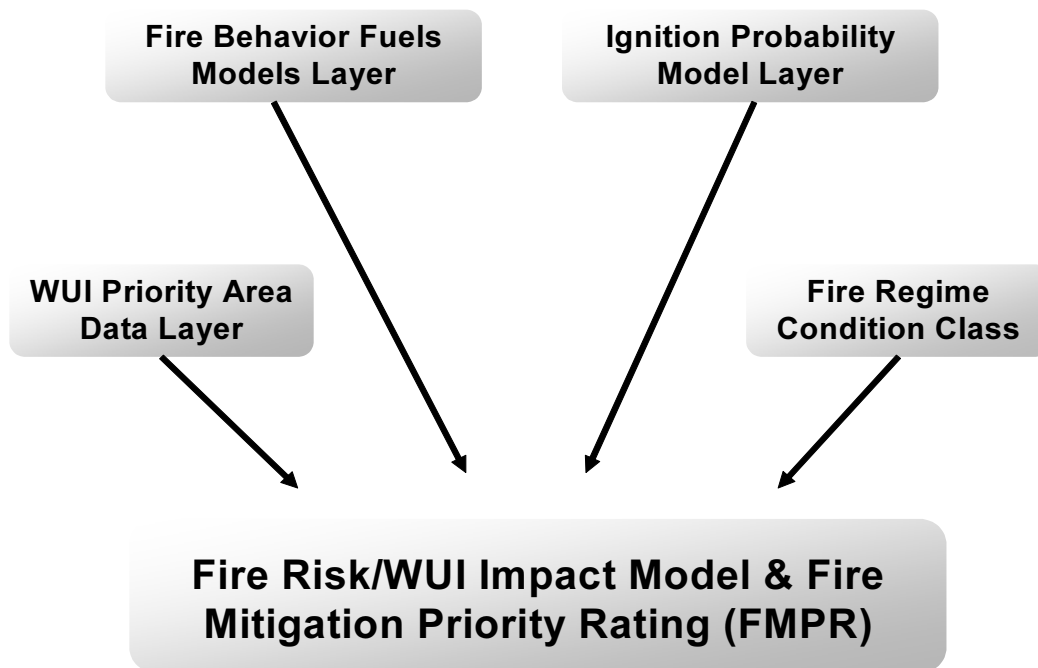 Fire Behavior Fuels
Models Layer
Ignition Probability
Model Layer
WUI Priority Area
Data Layer
Fire Regime
Condition Class
Fire Risk/WUI Impact Model & Fire
Mitigation Priority Rating (FMPR)